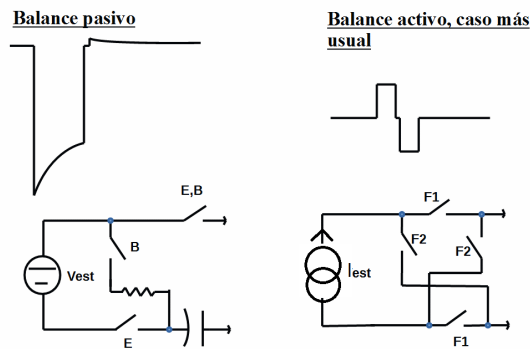 Balance pasivo
Balance activo, caso más
usual
E,B
B
Vest
E
F1
F2
F2
Iest
F1